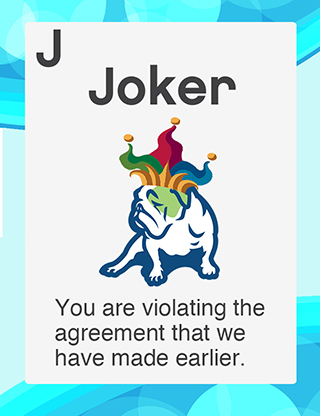 J
Joker
You are violating the
agreement that we
have made earlier.